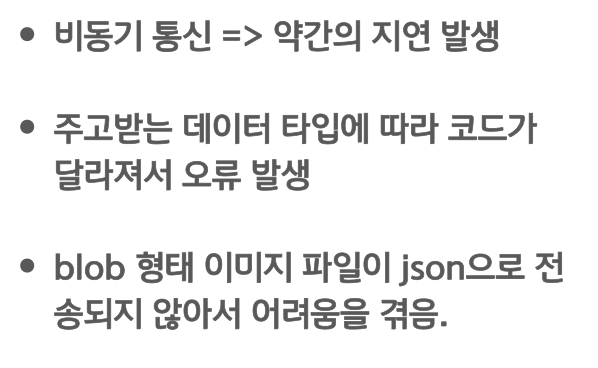 • 비동기 통신 => 약간의 지연 발생
• 주고받는 데이터 타입에 따라 코드가
달라져서 오류 발생
• blob 형태 이미지 파일이 json으로 전
송되지 않아서 어려움을 겪음.